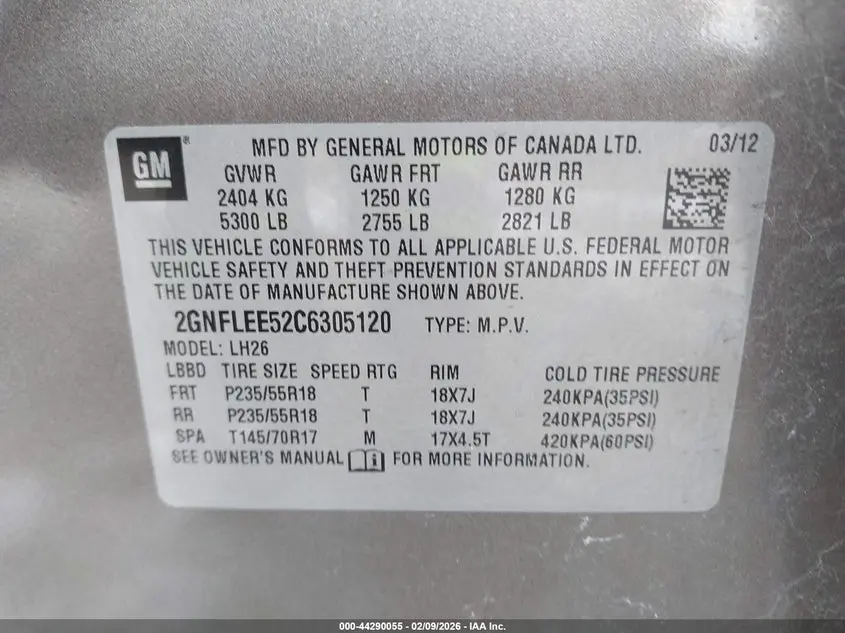 GM ® MFD BY GENERAL MOTORS OF CANADA LTD. 03/12
GVWR GAWR FRT GAWR RR
2404 KG 1250 KG 1280 KG
5300 LB 2755 LB 2821 LB
THIS VEHICLE CONFORMS TO ALL APPLICABLE U.S. FEDERAL MOTOR
VEHICLE SAFETY AND THEFT PREVENTION STANDARDS IN EFFECT ON
THE DATE OF MANUFACTURE SHOWN ABOVE.
2GNFLEE52C6305120 TYPE: M.P.V.
MODEL: LH26
LBBD TIRE SIZE SPEED RTG RIM COLD TIRE PRESSURE
FRT P235/55R18 T 18X7J 240KPA(35PSI)
RR P235/55R18 T 18X7J 240KPA(35PSI)
SPA T145/70R17 M 17X4.5T 420KPA(60PSI)
SEE OWNER'S MANUAL i FOR MORE INFORMATION.
000-44290055 - 02/09/2026 - IAA Inc.